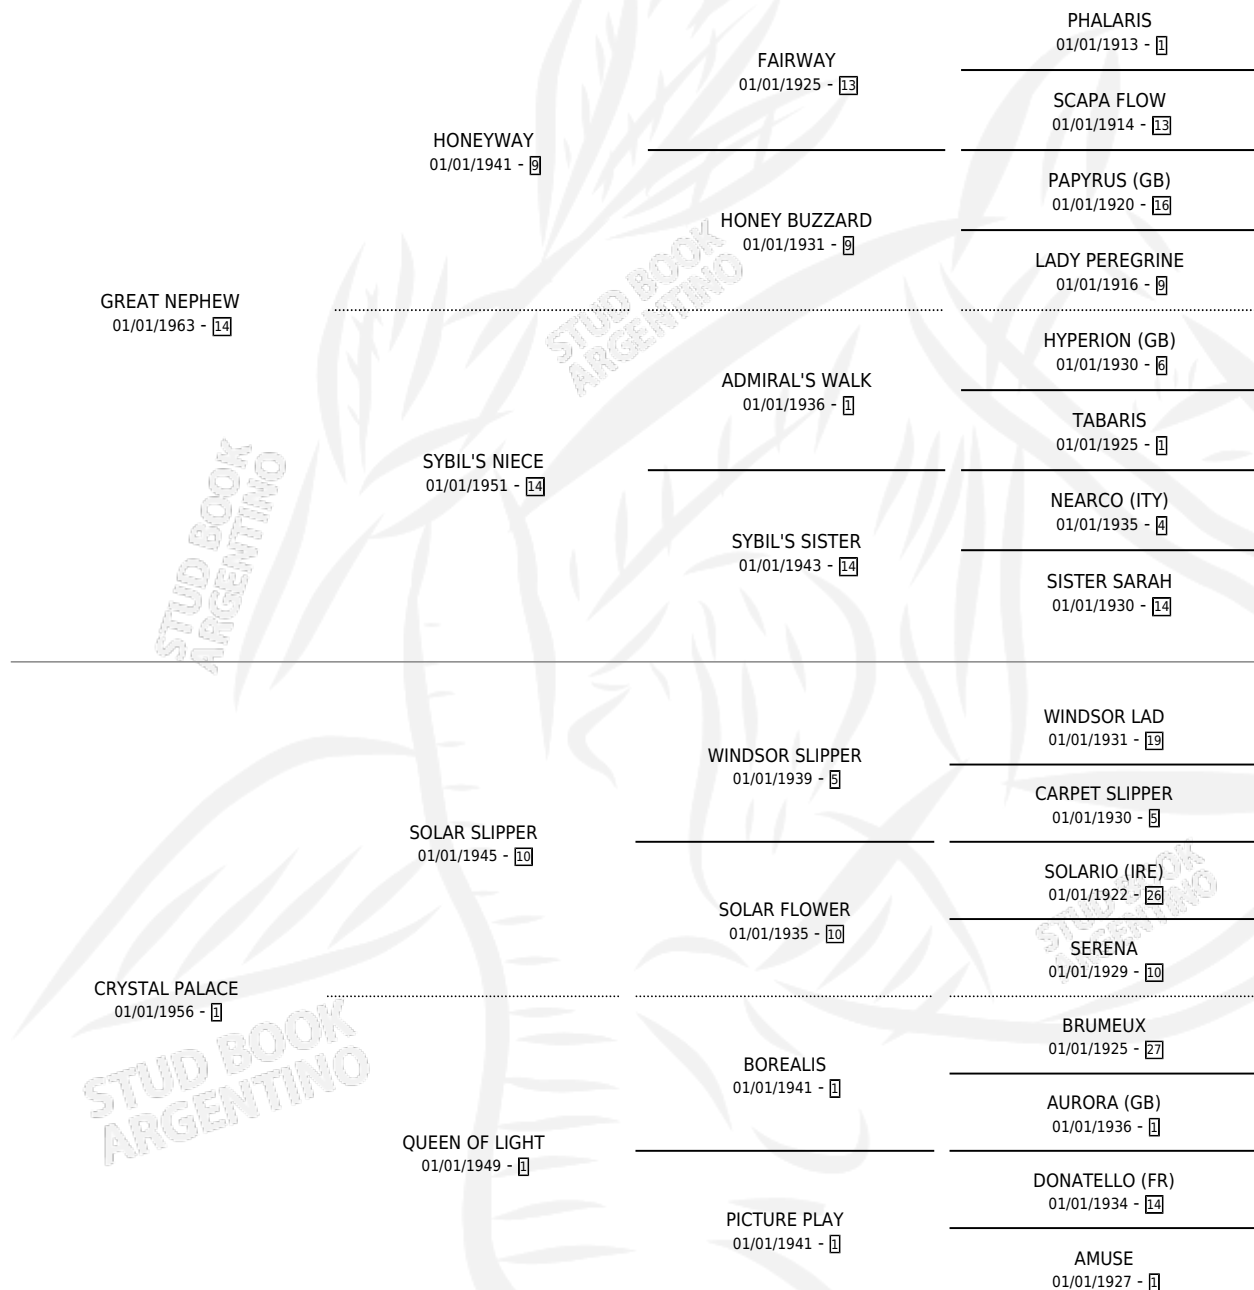 PHALARIS
01/01/1913 - 1
FAIRWAY
01/01/1925 - 13
SCAPA FLOW
01/01/1914 - 13
HONEYWAY
01/01/1941 - 9
PAPYRUS (GB)
01/01/1920 - 16
HONEY BUZZARD
01/01/1931 - 9
LADY PEREGRINE
01/01/1916 - 9
GREAT NEPHEW
01/01/1963 - 14
STUD BOOK
ARGENTINO
HYPERION (GB)
01/01/1930 - 6
ADMIRAL'S WALK
01/01/1936 - 1
TABARIS
01/01/1925 - 1
SYBIL'S NIECE
01/01/1951 - 14
NEARCO (ITY)
01/01/1935 - 4
SYBIL'S SISTER
01/01/1943 - 14
SISTER SARAH
01/01/1930 - 14
STUD BOOK
ARGENTINO
WINDSOR LAD
01/01/1931 - 19
WINDSOR SLIPPER
01/01/1939 - 5
CARPET SLIPPER
01/01/1930 - 5
SOLAR SLIPPER
01/01/1945 - 10
SOLARIO (IRE)
01/01/1922 - 26
SOLAR FLOWER
01/01/1935 - 10
SERENA
01/01/1929 - 10
STUD BOOK
ARGENTINO
CRYSTAL PALACE
01/01/1956 - 1
BRUMEUX
01/01/1925 - 27
BOREALIS
01/01/1941 - 1
AURORA (GB)
01/01/1936 - 1
STUD BOOK
ARGENTINO
QUEEN OF LIGHT
01/01/1949 - 1
DONATELLO (FR)
01/01/1934 - 14
PICTURE PLAY
01/01/1941 - 1
AMUSE
01/01/1927 - 1